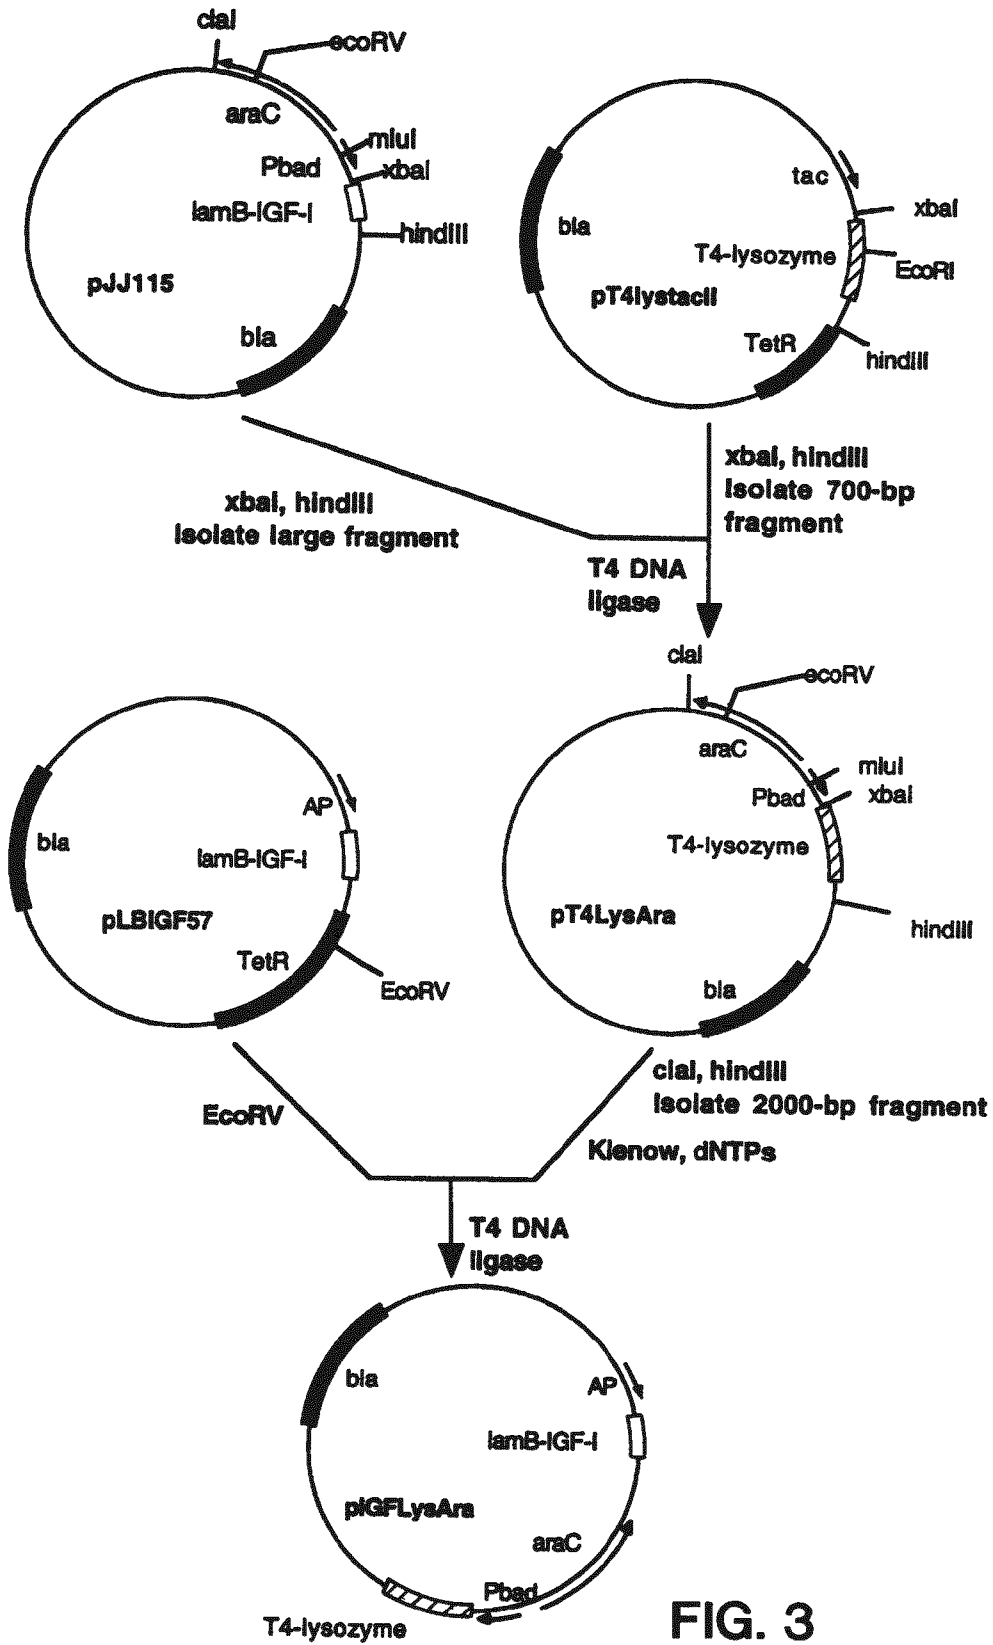 claI
ecoRV
araC
mluI
Pbad
xbaI
lamB-IGF-I
hindIII
pJJ115
bla
tac
xbaI
bla
T4-lysozyme
EcoRI
pT4lystacII
TetR
hindIII
xbaI, hindIII
Isolate large fragment
xbaI, hindIII
Isolate 700-bp
fragment
T4 DNA
ligase
claI
ecoRV
araC
mluI
Pbad
xbaI
T4-lysozyme
pT4LysAra
hindIII
bla
AP
bla
lamB-IGF-I
pLBIGF57
TetR
EcoRV
EcoRV
claI, hindIII
Isolate 2000-bp fragment
Klenow, dNTPs
T4 DNA
ligase
bla
AP
lamB-IGF-I
pIGFLysAra
araC
Pbad
T4-lysozyme
FIG. 3